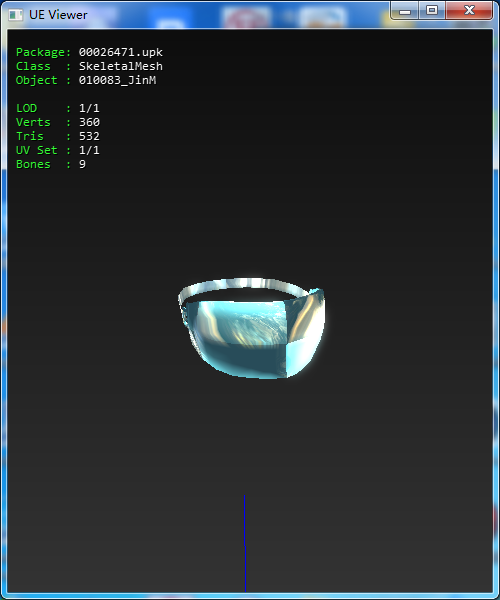 UE Viewer
Package: 00026471.upk
Class : SkeletalMesh
Object : 010083_JinM
LOD : 1/1
Verts : 360
Tris : 532
UV Set : 1/1
Bones : 9